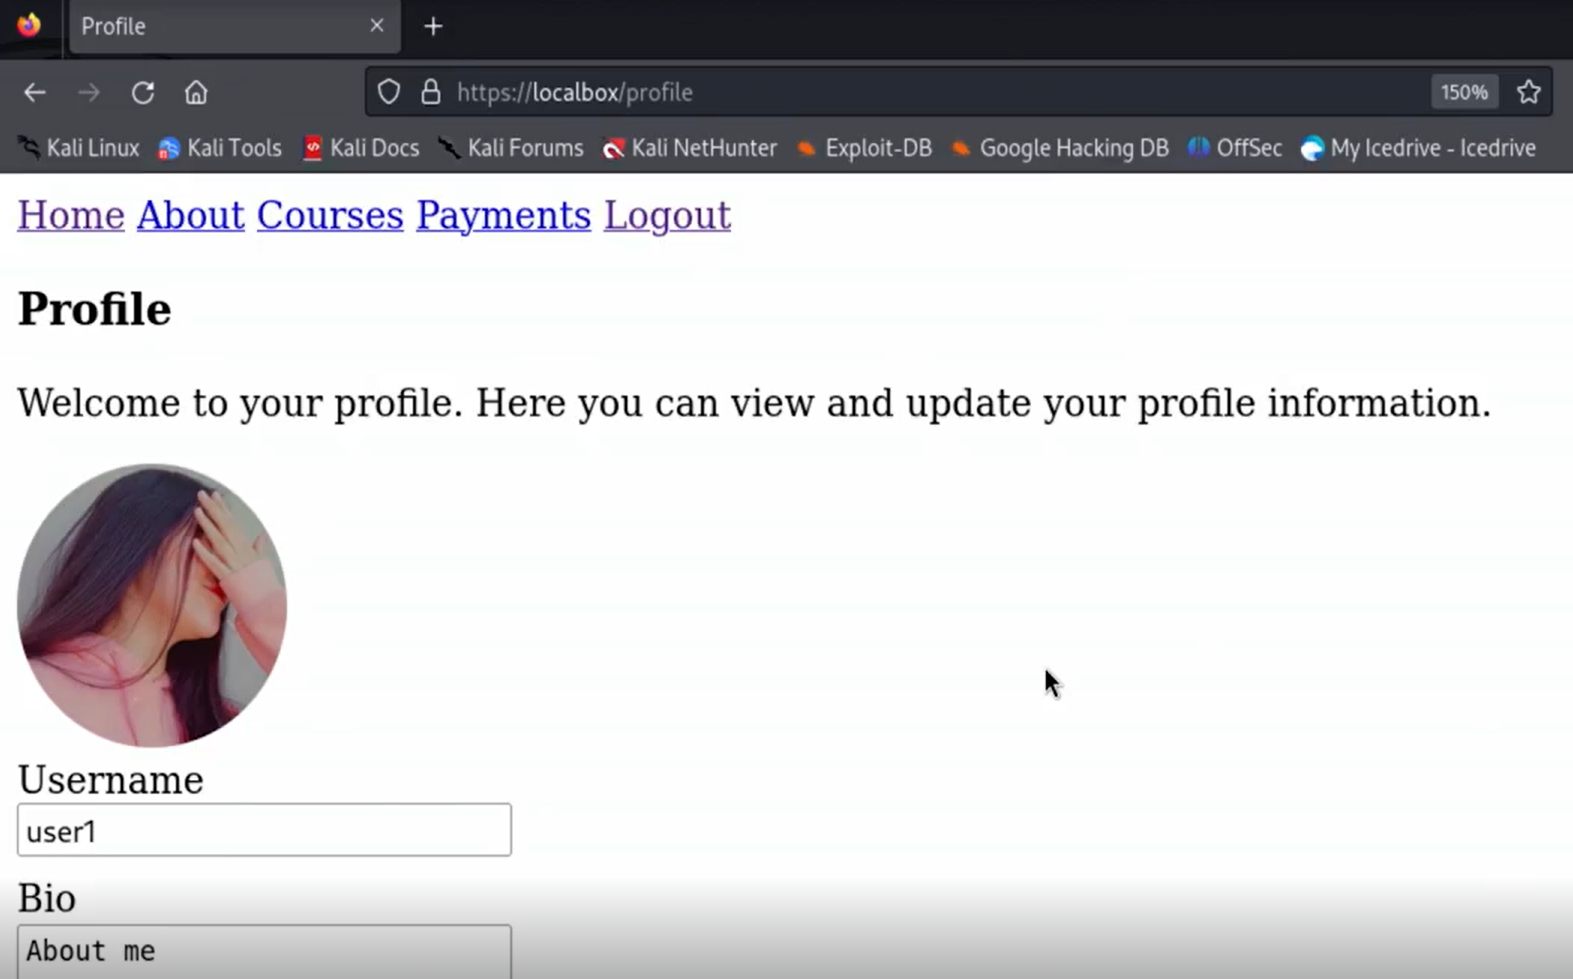 Profile
https://localbox/profile 150%
Kali Linux Kali Tools Kali Docs Kali Forums Kali NetHunter Exploit-DB Google Hacking DB OffSec My Icedrive - Icedrive
Home About Courses Payments Logout
Profile
Welcome to your profile. Here you can view and update your profile information.
Username
user1
Bio
About me